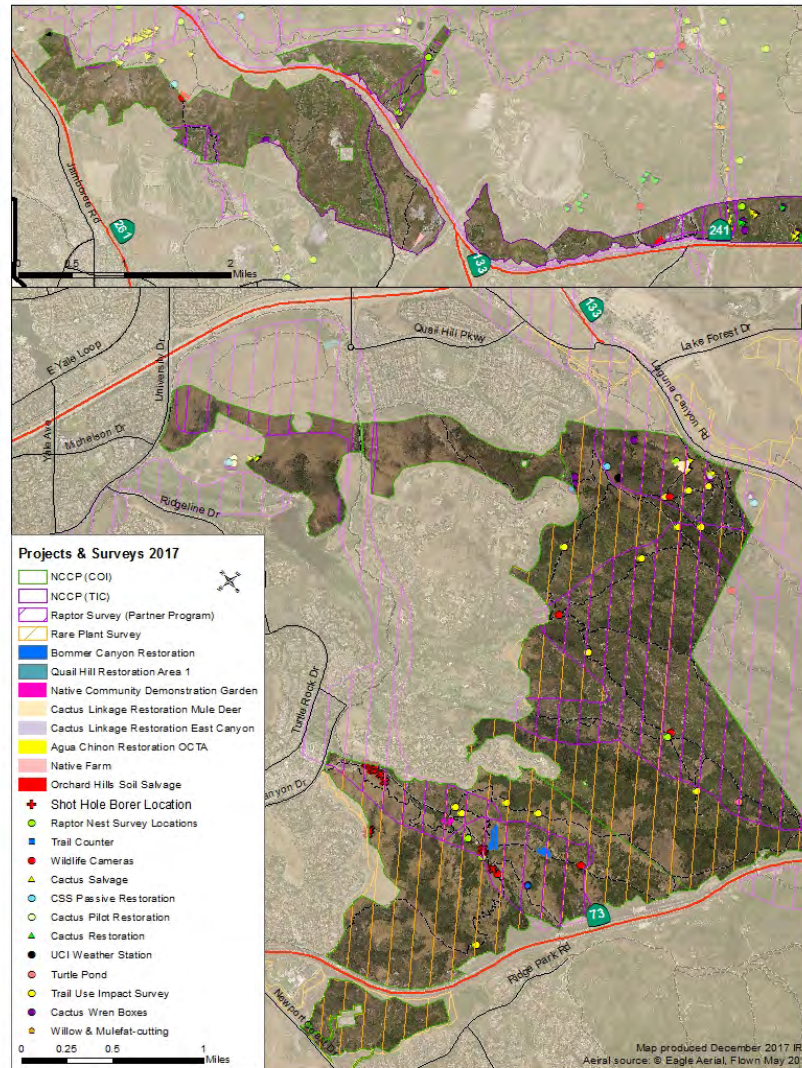 Jamboree Rd
261
0.5
2
Miles
133
241
133
E Yale Loop
University Dr
Quail Hill Pkwy
Lake Forest Dr
Laguna Canyon Rd
Yale Ave
Michelson Dr
Ridgeline Dr
Turtle Rock Dr
Canyon Dr
73
Ridge Park Rd
Newport Coast Dr
Projects & Surveys 2017
NCCP (COI)
NCCP (TIC)
Raptor Survey (Partner Program)
Rare Plant Survey
Bommer Canyon Restoration
Quail Hill Restoration Area 1
Native Community Demonstration Garden
Cactus Linkage Restoration Mule Deer
Cactus Linkage Restoration East Canyon
Agua Chinon Restoration OCTA
Native Farm
Orchard Hills Soil Salvage
Shot Hole Borer Location
Raptor Nest Survey Locations
Trail Counter
Wildlife Cameras
Cactus Salvage
CSS Passive Restoration
Cactus Pilot Restoration
Cactus Restoration
UCI Weather Station
Turtle Pond
Trail Use Impact Survey
Cactus Wren Boxes
Willow & Mulefat-cutting
0 0.25 0.5 1
Miles
Map produced December 2017 IR
Aeiral source: © Eagle Aerial, Flown May 20